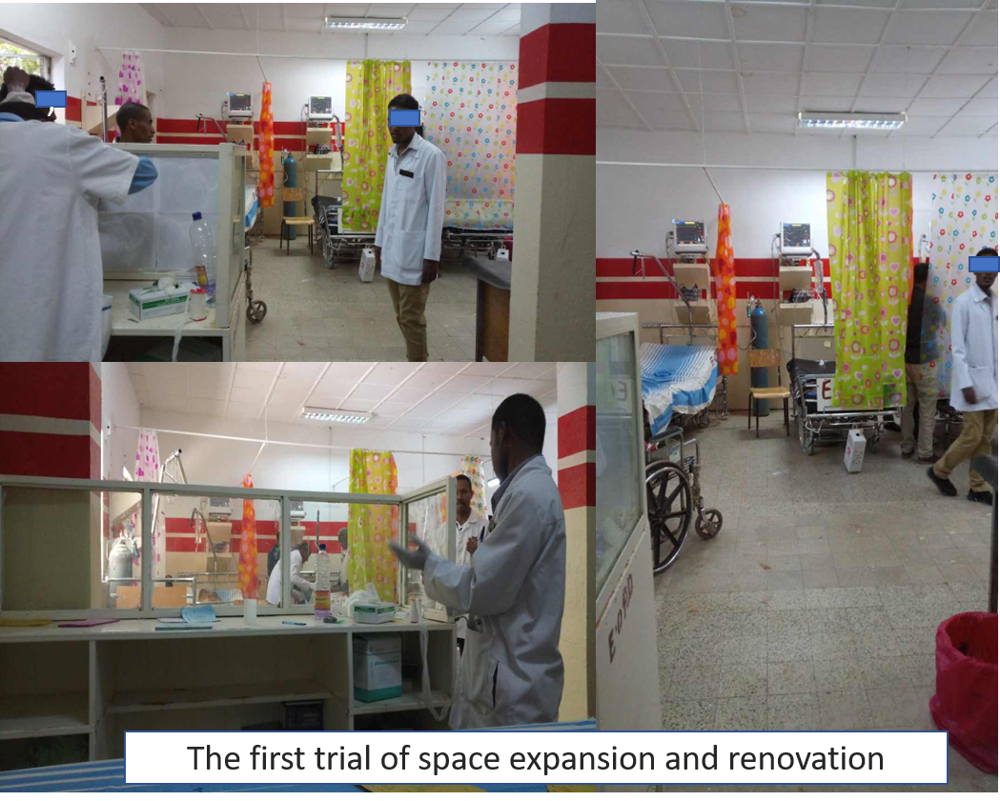 E
E'O R.D
The first trial of space expansion and renovation